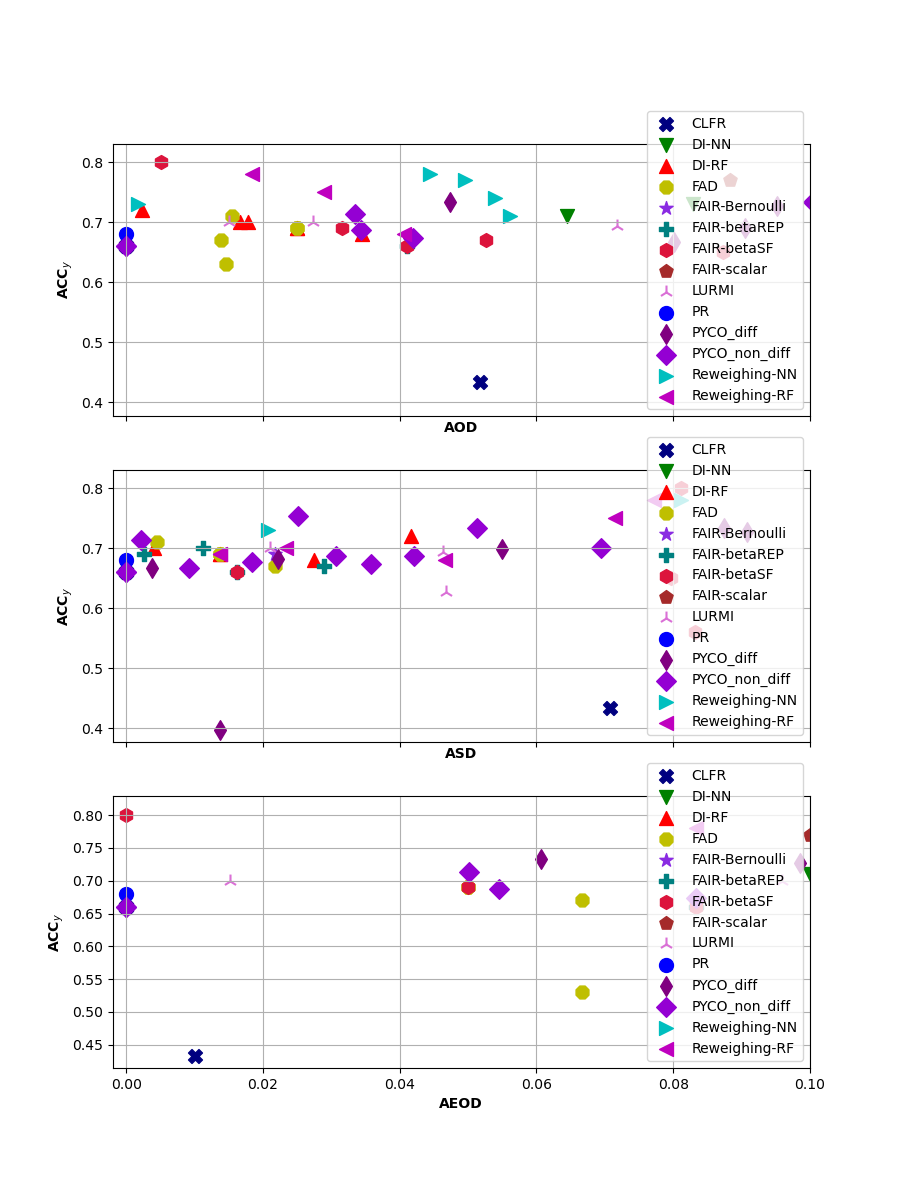 CLFR
DI-NN
DI-RF
FAD
FAIR-Bernoulli
FAIR-betaREP
FAIR-betaSF
FAIR-scalar
LURMI
PR
PYCO_diff
PYCO_non_diff
Reweighing-NN
Reweighing-RF
0.8
0.7
0.6
0.5
0.4
ACCy
AOD
CLFR
DI-NN
DI-RF
FAD
FAIR-Bernoulli
FAIR-betaREP
FAIR-betaSF
FAIR-scalar
LURMI
PR
PYCO_diff
PYCO_non_diff
Reweighing-NN
Reweighing-RF
0.8
0.7
0.6
0.5
0.4
ACCy
ASD
CLFR
DI-NN
DI-RF
FAD
FAIR-Bernoulli
FAIR-betaREP
FAIR-betaSF
FAIR-scalar
LURMI
PR
PYCO_diff
PYCO_non_diff
Reweighing-NN
Reweighing-RF
0.80
0.75
0.70
0.65
0.60
0.55
0.50
0.45
ACCy
0.00 0.02 0.04 0.06 0.08 0.10
AEOD